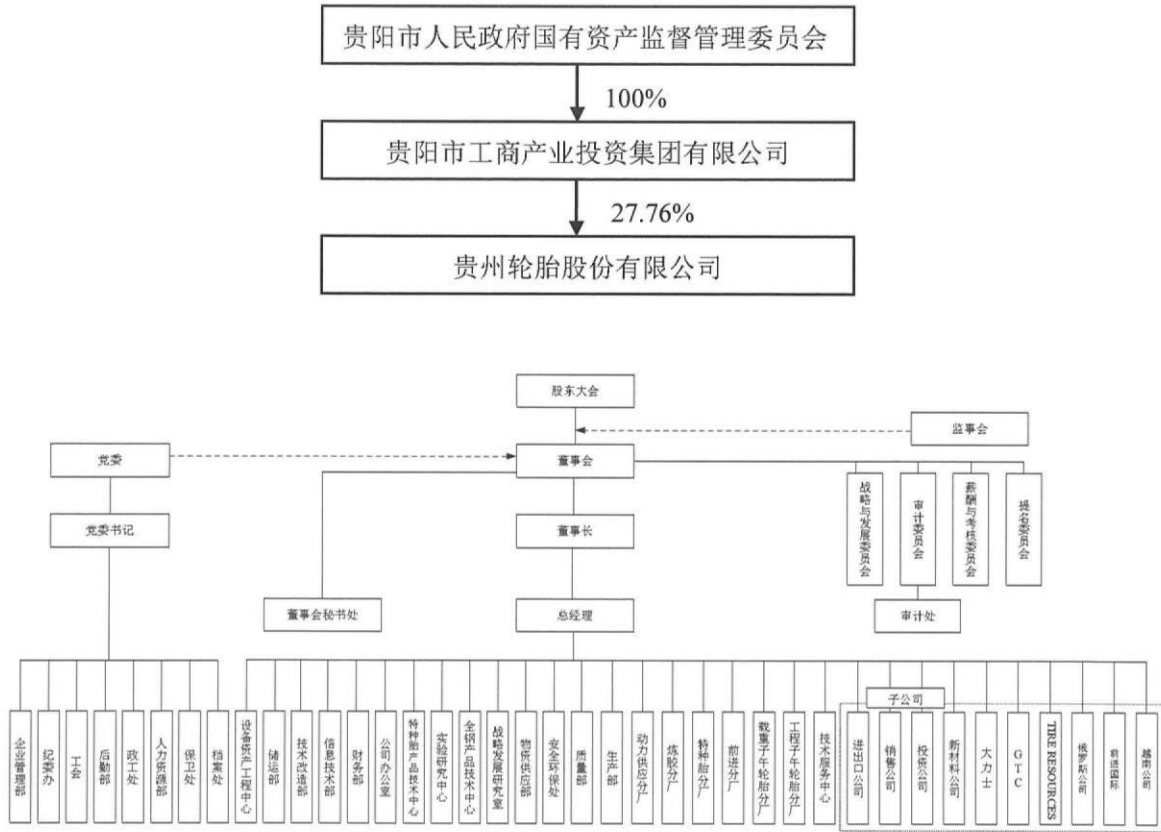 贵阳市人民政府国有资产监督管理委员会
100%
贵阳市工商产业投资集团有限公司
27.76%
贵州轮胎股份有限公司
股东大会
监事会
党委
董事会
战略与发展委员会
审计委员会
薪酬与考核委员会
提名委员会
党委书记
董事长
董事会秘书处
总经理
审计处
子公司
企业管理部
纪委办
工会
后勤部
政工处
人力资源部
保卫处
档案处
设备资产工程中心
储运部
技术改造部
信息技术部
财务部
公司办公室
特种胎产品技术中心
实验研究中心
全钢产品技术中心
战略发展研究室
物资供应部
安全环保处
质量部
生产部
动力供应分厂
炼胶分厂
特种胎分厂
前进分厂
载重子午轮胎分厂
工程子午轮胎分厂
技术服务中心
进出口公司
销售公司
投资公司
新材料公司
大力士
GTC
TIRE RESOURCES
俄罗斯公司
前进国际
越南公司